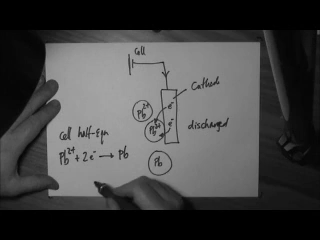 Cell
Cathode
Pb²⁺
e⁻
Pb²⁺
e⁻
discharged
Cell half-Eqn
Pb²⁺ + 2e⁻ → Pb
Pb